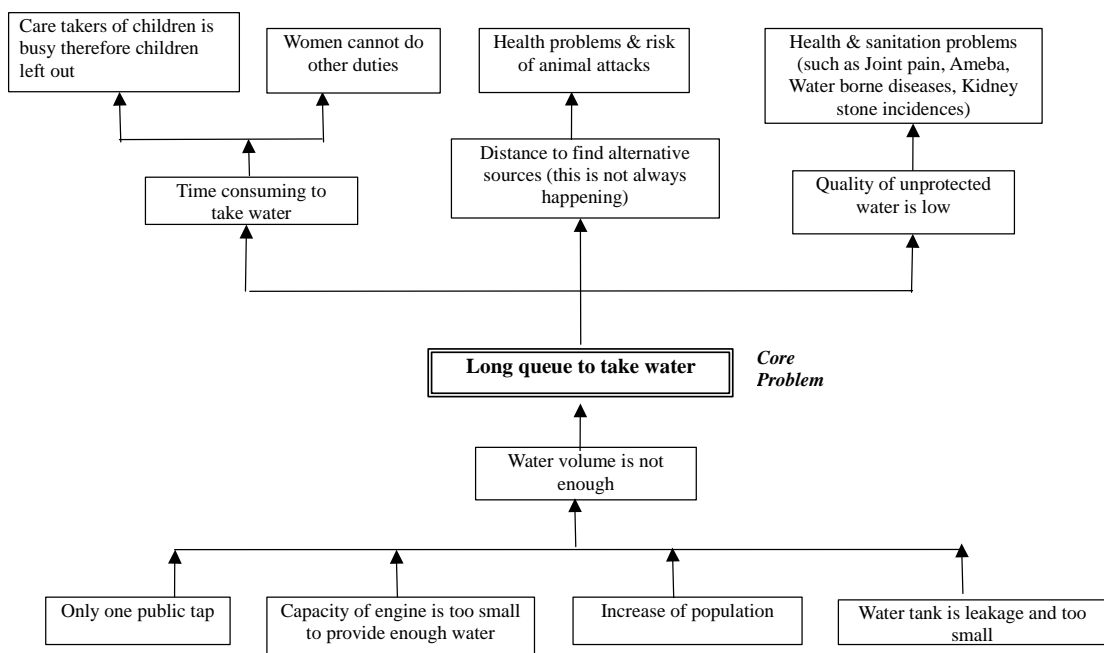 Care takers of children is
busy therefore children
left out
Women cannot do
other duties
Health problems & risk
of animal attacks
Health & sanitation problems
(such as Joint pain, Ameba,
Water borne diseases, Kidney
stone incidences)
Time consuming to
take water
Distance to find alternative
sources (this is not always
happening)
Quality of unprotected
water is low
Long queue to take water
Core
Problem
Water volume is not
enough
Only one public tap
Capacity of engine is too small
to provide enough water
Increase of population
Water tank is leakage and too
small